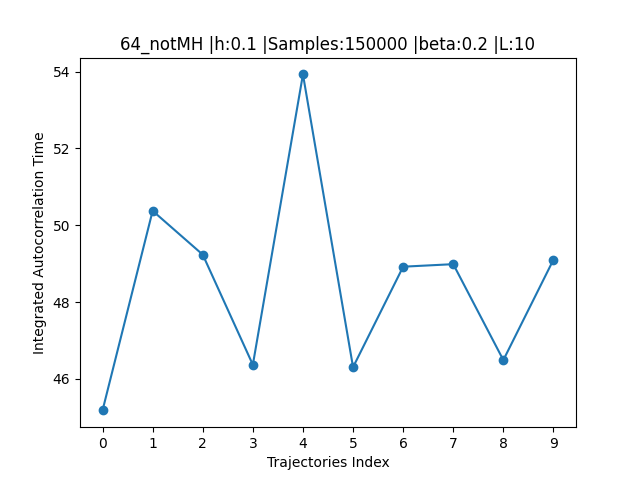 64_notMH |h:0.1 |Samples:150000 |beta:0.2 |L:10
54
52
50
48
46
Integrated Autocorrelation Time
0 1 2 3 4 5 6 7 8 9
Trajectories Index